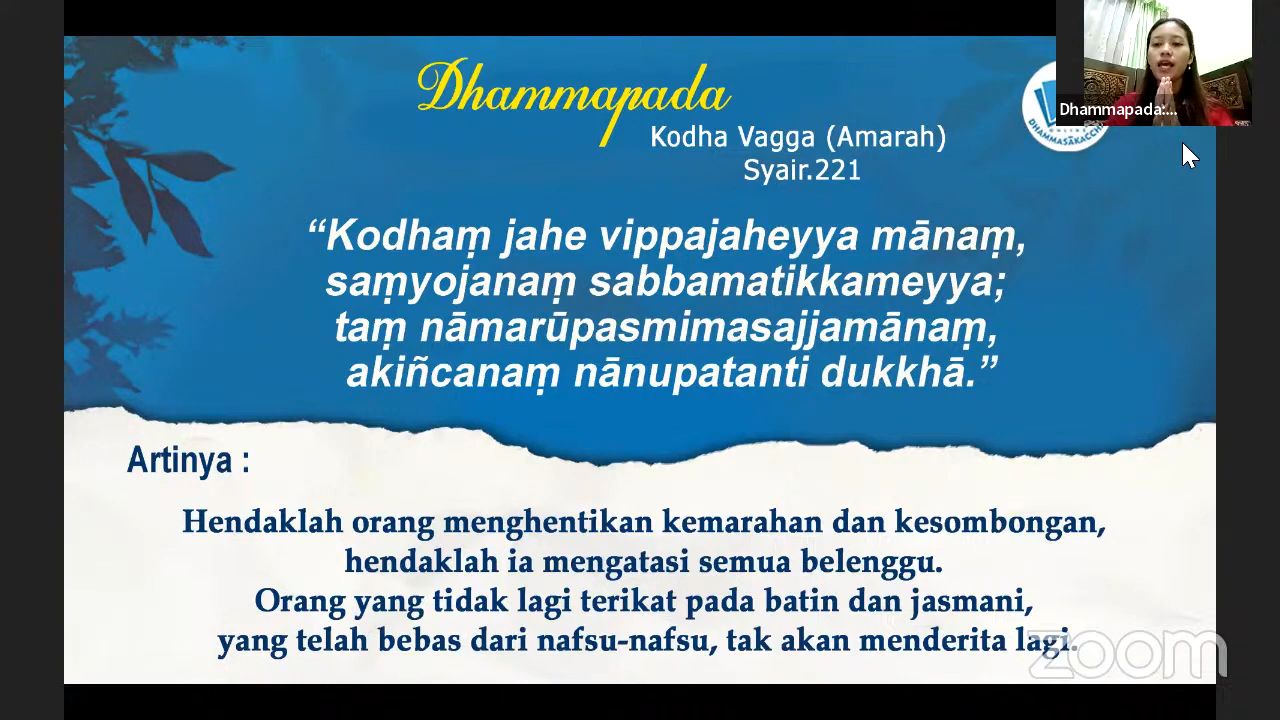 Dhammapada
Kodha Vagga (Amarah)
Syair.221
Dhammapada:...
“Kodhaṃ jahe vippajaheyya mānaṃ,
saṃyojanaṃ sabbamatikkameyya;
taṃ nāmarūpasmimasajjamānaṃ,
akiñcanaṃ nānupatanti dukkhā.”
Artinya :
Hendaklah orang menghentikan kemarahan dan kesombongan,
hendaklah ia mengatasi semua belenggu.
Orang yang tidak lagi terikat pada batin dan jasmani,
yang telah bebas dari nafsu-nafsu, tak akan menderita lagi.
zoom